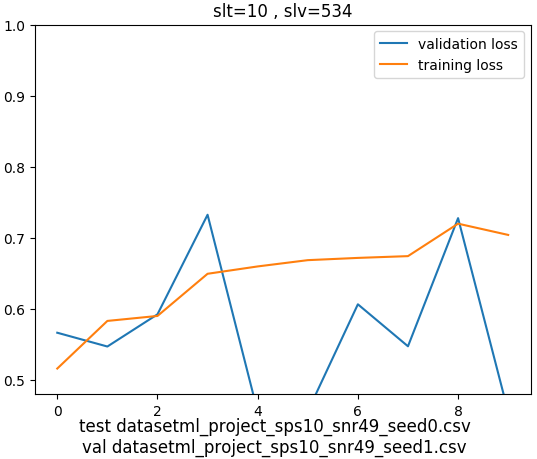 slt=10 , slv=534
validation loss
training loss
1.0
0.9
0.8
0.7
0.6
0.5
0 2 4 6 8
test datasetml_project_sps10_snr49_seed0.csv
val datasetml_project_sps10_snr49_seed1.csv